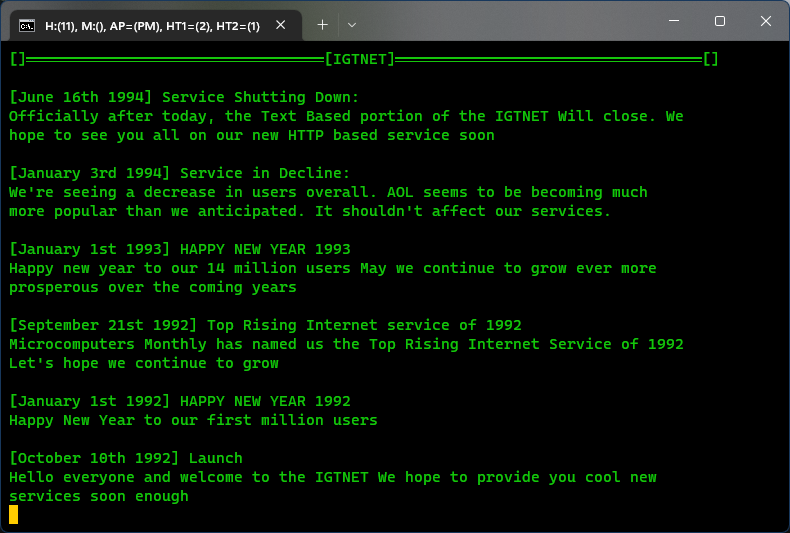 H:(11), M:(), AP=(PM), HT1=(2), HT2=(1)
[]═════════════════════════════════[IGTNET]══════════════════════════════════[]
[June 16th 1994] Service Shutting Down:
Officially after today, the Text Based portion of the IGTNET Will close. We
hope to see you all on our new HTTP based service soon
[January 3rd 1994] Service in Decline:
We're seeing a decrease in users overall. AOL seems to be becoming much
more popular than we anticipated. It shouldn't affect our services.
[January 1st 1993] HAPPY NEW YEAR 1993
Happy new year to our 14 million users May we continue to grow ever more
prosperous over the coming years
[September 21st 1992] Top Rising Internet service of 1992
Microcomputers Monthly has named us the Top Rising Internet Service of 1992
Let's hope we continue to grow
[January 1st 1992] HAPPY NEW YEAR 1992
Happy New Year to our first million users
[October 10th 1992] Launch
Hello everyone and welcome to the IGTNET We hope to provide you cool new
services soon enough